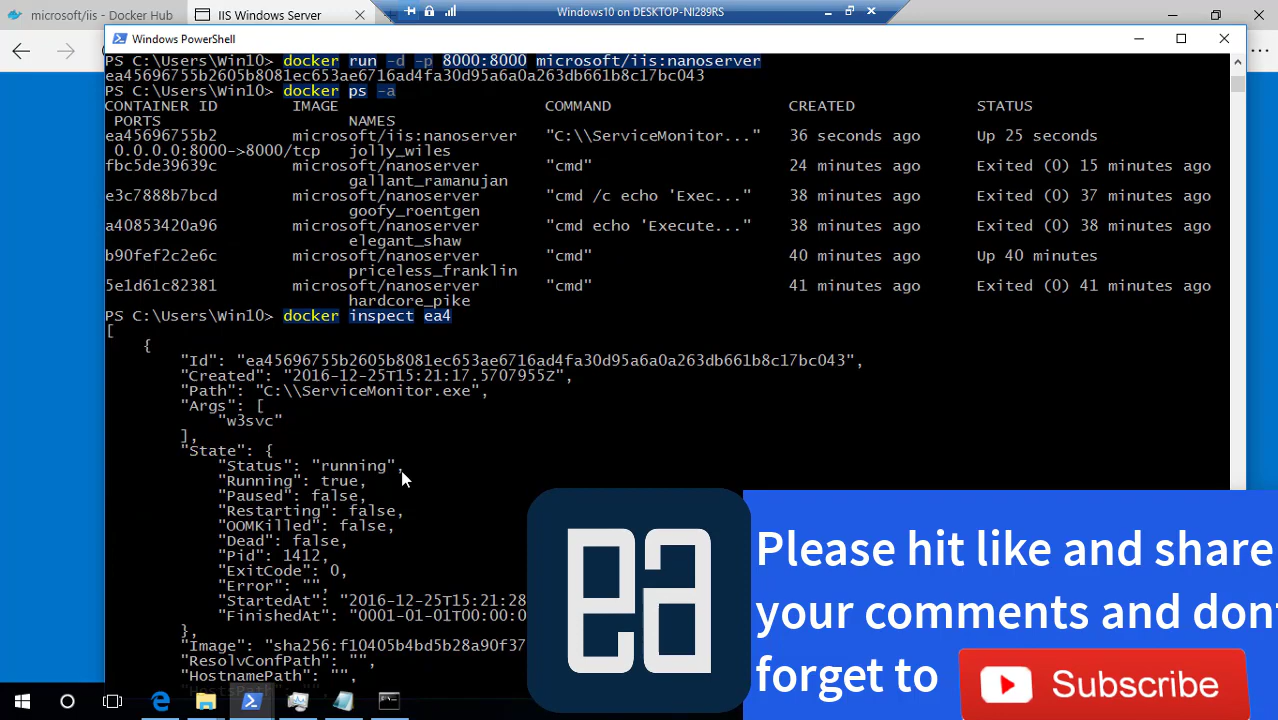 microsoft/iis - Docker Hub
IIS Windows Server
Windows10 on DESKTOP-NI289RS
Windows PowerShell
PS C:\Users\Win10> docker run -d -p 8000:8000 microsoft/iis:nanoserver
ea45696755b2605b8081ec653ae6716ad4fa30d95a6a0a263db661b8c17bc043
PS C:\Users\Win10> docker ps -a
CONTAINER ID IMAGE COMMAND CREATED STATUS
PORTS NAMES
ea45696755b2 microsoft/iis:nanoserver "C:\\ServiceMonitor..." 36 seconds ago Up 25 seconds
0.0.0.0:8000->8000/tcp jolly_wiles
fbc5de39639c microsoft/nanoserver "cmd" 24 minutes ago Exited (0) 15 minutes ago
gallant_ramanujan
e3c7888b7bcd microsoft/nanoserver "cmd /c echo 'Exec..." 38 minutes ago Exited (0) 37 minutes ago
goofy_roentgen
a40853420a96 microsoft/nanoserver "cmd echo 'Execute..." 38 minutes ago Exited (0) 38 minutes ago
elegant_shaw
b90fef2c2e6c microsoft/nanoserver "cmd" 40 minutes ago Up 40 minutes
priceless_franklin
5e1d61c82381 microsoft/nanoserver "cmd" 41 minutes ago Exited (0) 41 minutes ago
hardcore_pike
PS C:\Users\Win10> docker inspect ea4
[
{
"Id": "ea45696755b2605b8081ec653ae6716ad4fa30d95a6a0a263db661b8c17bc043",
"Created": "2016-12-25T15:21:17.5707955Z",
"Path": "C:\\ServiceMonitor.exe",
"Args": [
"w3svc"
],
"State": {
"Status": "running",
"Running": true,
"Paused": false,
"Restarting": false,
"OOMKilled": false,
"Dead": false,
"Pid": 1412,
"ExitCode": 0,
"Error": "",
"StartedAt": "2016-12-25T15:21:28
"FinishedAt": "0001-01-01T00:00:0
},
"Image": "sha256:f10405b4bd5b28a90f37
"ResolvConfPath": "",
"HostnamePath": "",
"HostsPath": "",
ea
Please hit like and share
your comments and dont
forget to
Subscribe